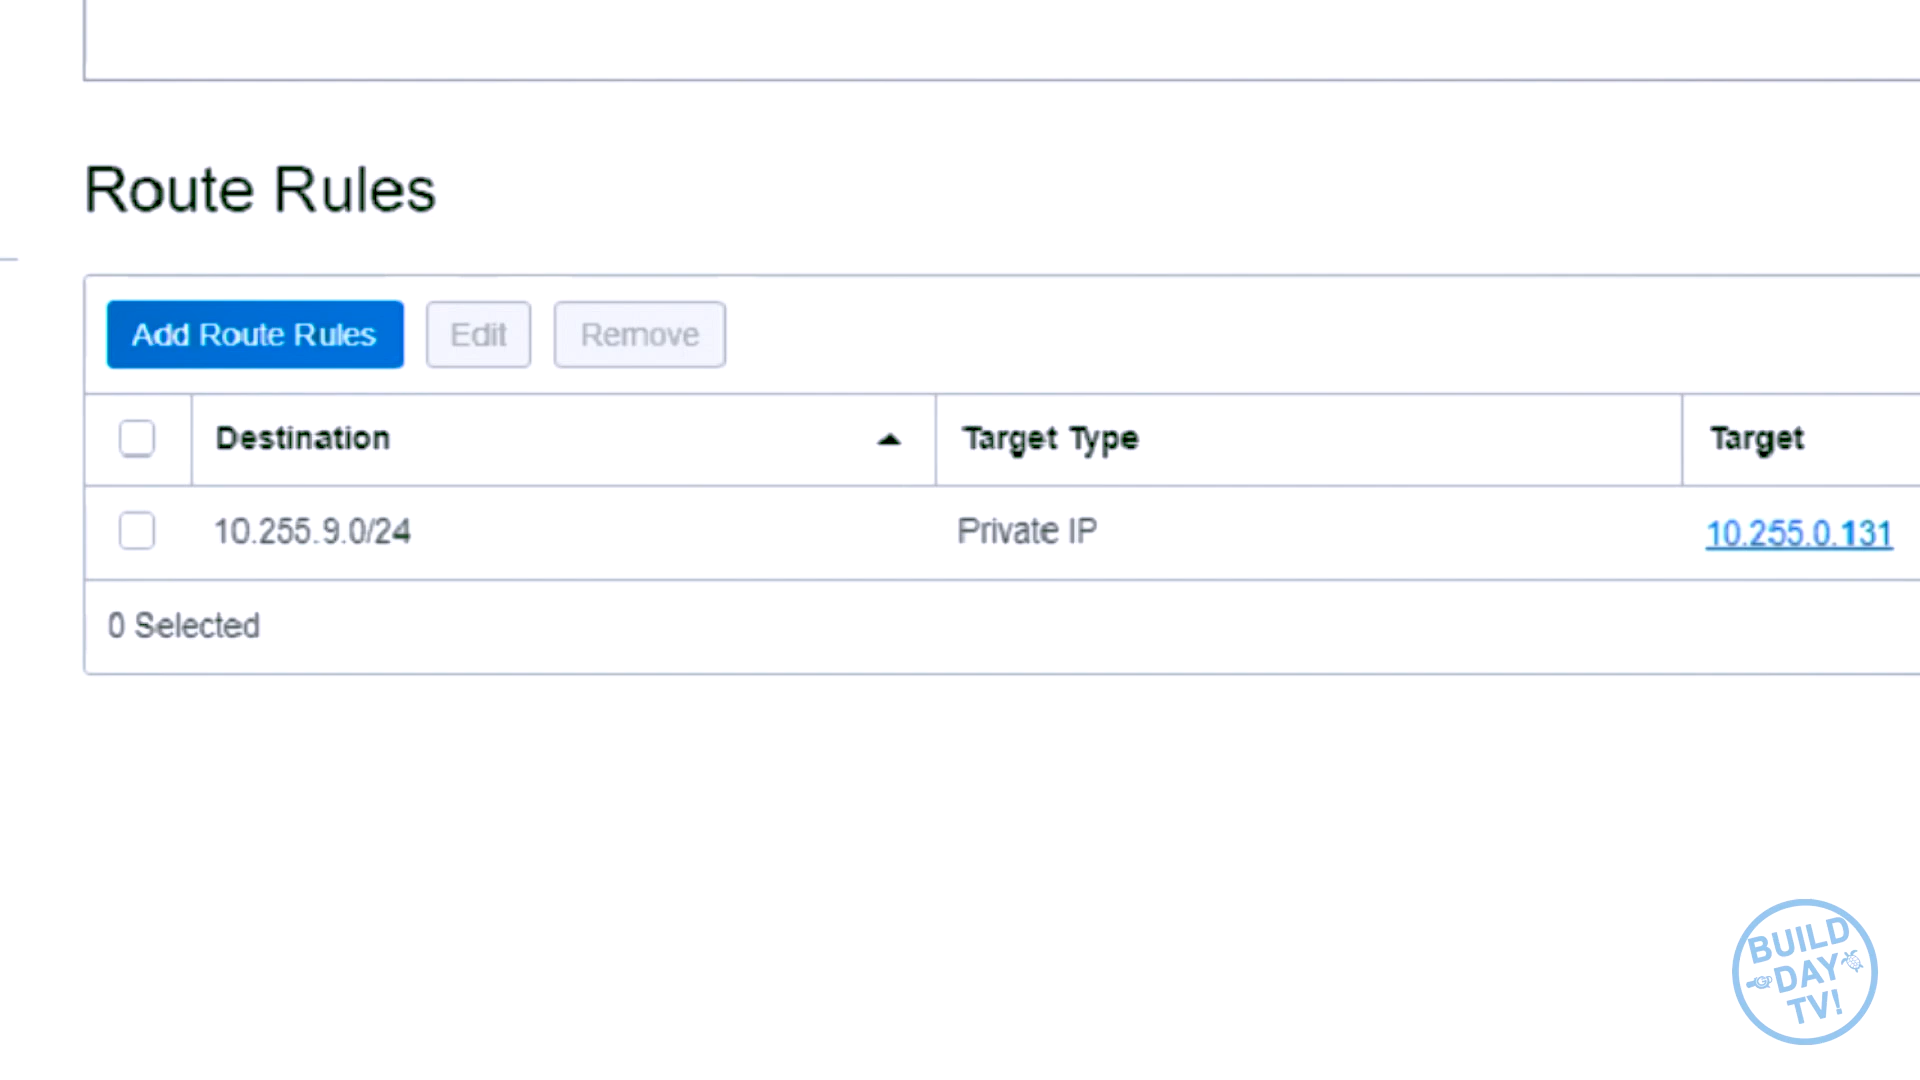 Route Rules
Add Route Rules Edit Remove
Destination Target Type Target
10.255.9.0/24 Private IP 10.255.0.131
0 Selected
BUILD
DAY
TV!